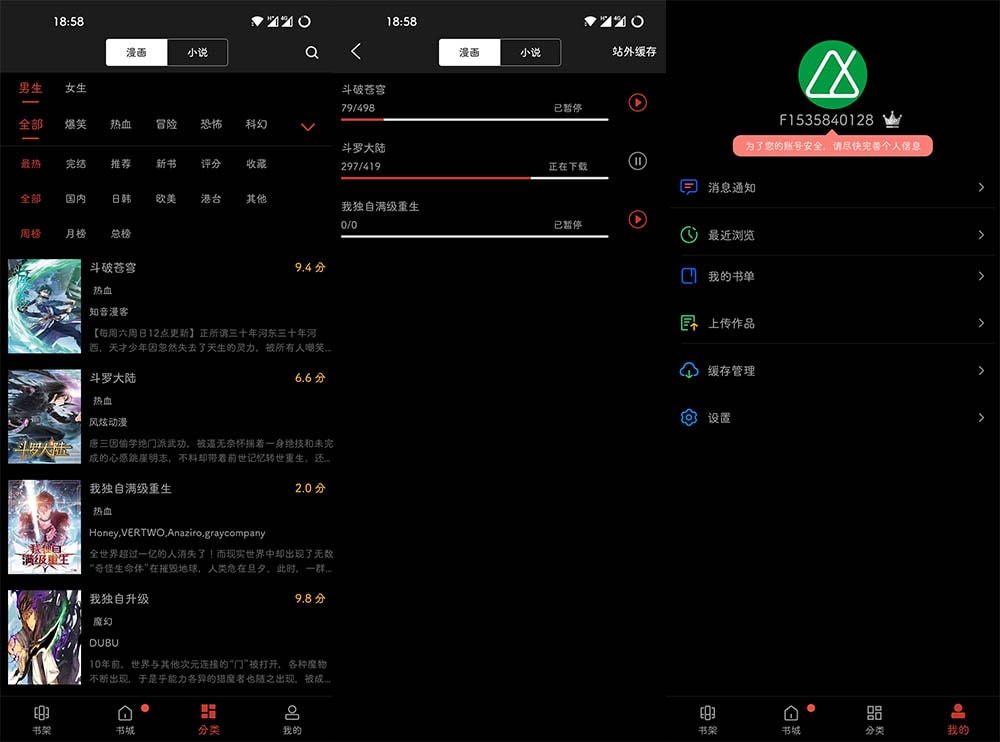 18:58
漫画 小说
男生 女生
全部 爆笑 热血 冒险 恐怖 科幻
最热 完结 推荐 新书 评分 收藏
全部 国内 日韩 欧美 港台 其他
周榜 月榜 总榜
斗破苍穹 9.4 分
热血
知音漫客
【每周六周日12点更新】正所谓三十年河东三十年河
西，天才少年因忽然失去了天生的灵力，被所有人嘲笑...
斗罗大陆 6.6 分
热血
风炫动漫
唐三因偷学绝门派武功，被逼无奈怀揣着一身绝技和未完
成的心愿跳崖明志，不料却带着前世记忆转世重生，还...
斗罗大陆
我独自满级重生 2.0 分
热血
Honey,VERTWO,Anaziro,graycompany
全世界超过一亿的人消失了！而现实世界中却出现了无数
“奇怪生命体”在摧毁地球，人类危在旦夕，此时，一群...
我独自
满级重生
我独自升级 9.8 分
魔幻
DUBU
10年前，世界与其他次元连接的“门”被打开，各种魔物
不断出现，于是乎能力各异的猎魔者也随之出现，被成...
书架 书城 分类 我的
18:58
漫画 小说 站外缓存
斗破苍穹
79/498 已暂停
斗罗大陆
297/419 正在下载
我独自满级重生
0/0 已暂停
F1535840128
为了您的账号安全，请尽快完善个人信息
消息通知
最近浏览
我的书单
上传作品
缓存管理
设置
书架 书城 分类 我的